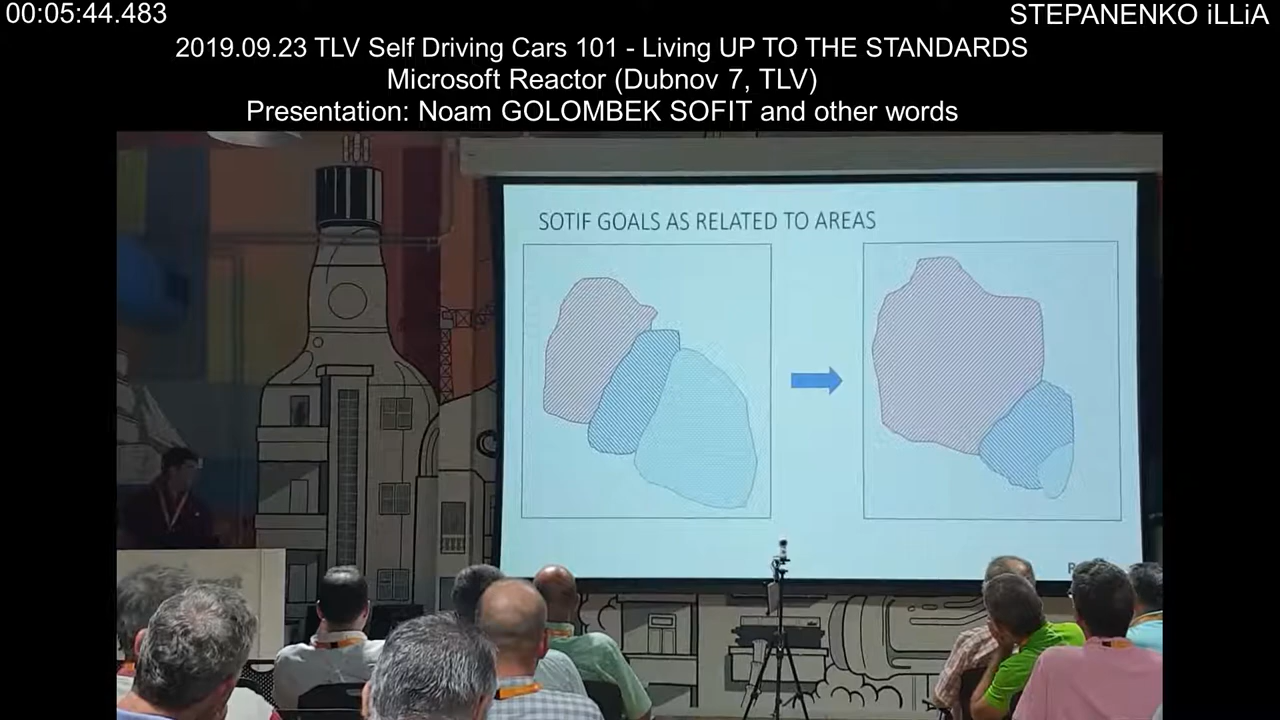 00:05:44.483
STEPANENKO iLLiA
2019.09.23 TLV Self Driving Cars 101 - Living UP TO THE STANDARDS
Microsoft Reactor (Dubnov 7, TLV)
Presentation: Noam GOLOMBEK SOFIT and other words
SOTIF GOALS AS RELATED TO AREAS